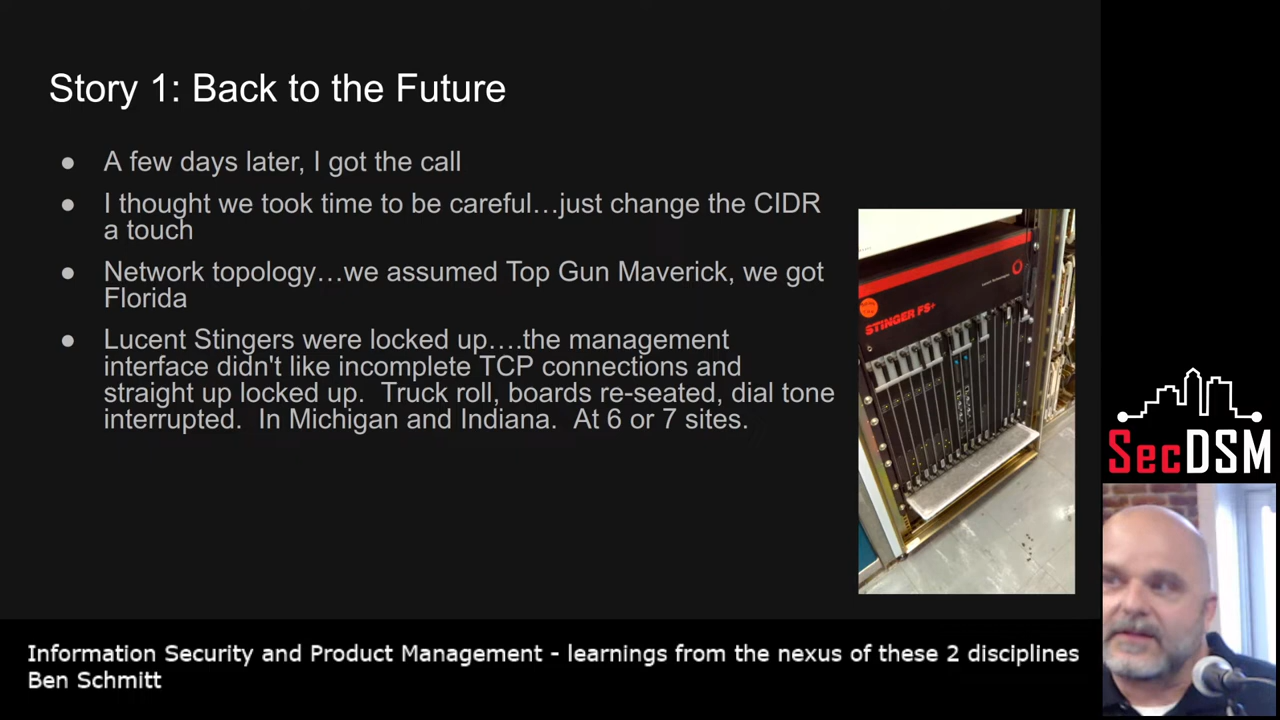 Story 1: Back to the Future
● A few days later, I got the call
● I thought we took time to be careful…just change the CIDR
a touch
● Network topology…we assumed Top Gun Maverick, we got
Florida
● Lucent Stingers were locked up….the management
interface didn't like incomplete TCP connections and
straight up locked up.  Truck roll, boards re-seated, dial tone
interrupted.  In Michigan and Indiana.  At 6 or 7 sites.
STINGER FS+
SecDSM
Information Security and Product Management - learnings from the nexus of these 2 disciplines
Ben Schmitt